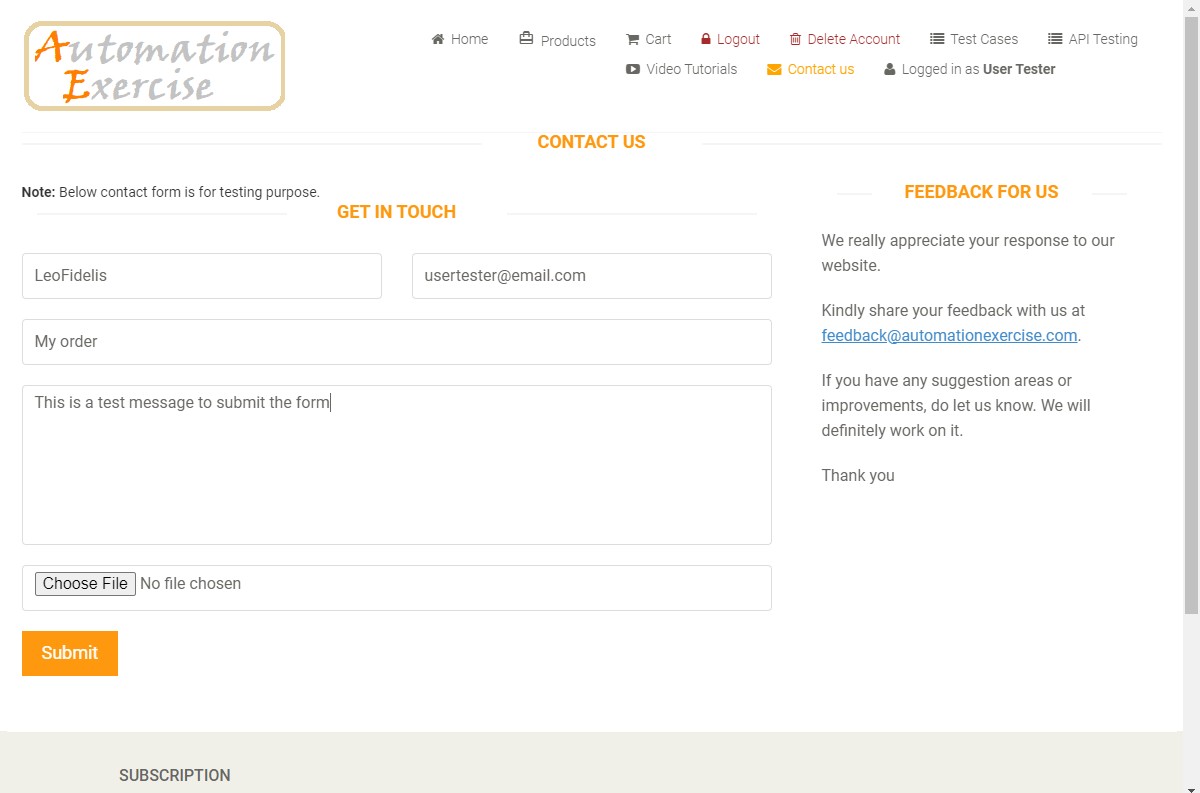 Automation
Exercise
Home
Products
Cart
Logout
Delete Account
Test Cases
API Testing
Video Tutorials
Contact us
Logged in as User Tester
CONTACT US
Note: Below contact form is for testing purpose.
GET IN TOUCH
LeoFidelis
usertester@email.com
My order
This is a test message to submit the form
Choose File No file chosen
Submit
FEEDBACK FOR US
We really appreciate your response to our
website.
Kindly share your feedback with us at
feedback@automationexercise.com.
If you have any suggestion areas or
improvements, do let us know. We will
definitely work on it.
Thank you
SUBSCRIPTION